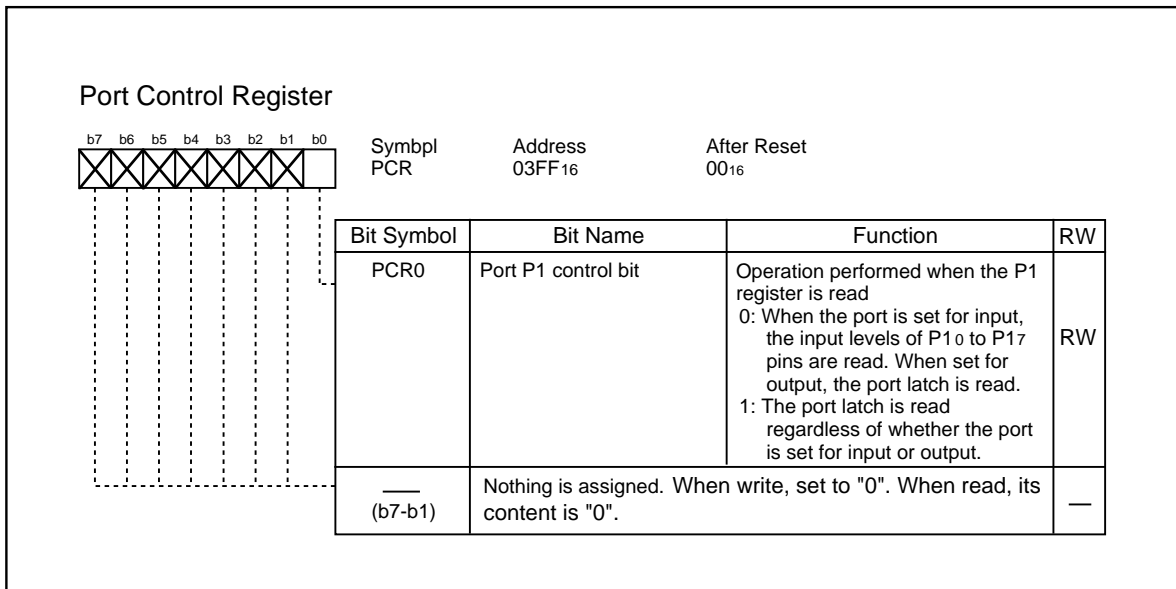 Port Control Register
b7 b6 b5 b4 b3 b2 b1 b0
Symbpl Address After Reset
PCR 03FF16 0016
Bit Symbol Bit Name Function RW
PCR0 Port P1 control bit Operation performed when the P1
register is read
0: When the port is set for input,
the input levels of P10 to P17
pins are read. When set for
output, the port latch is read.
1: The port latch is read
regardless of whether the port
is set for input or output.
RW
(b7-b1)
Nothing is assigned. When write, set to "0". When read, its
content is "0".
—